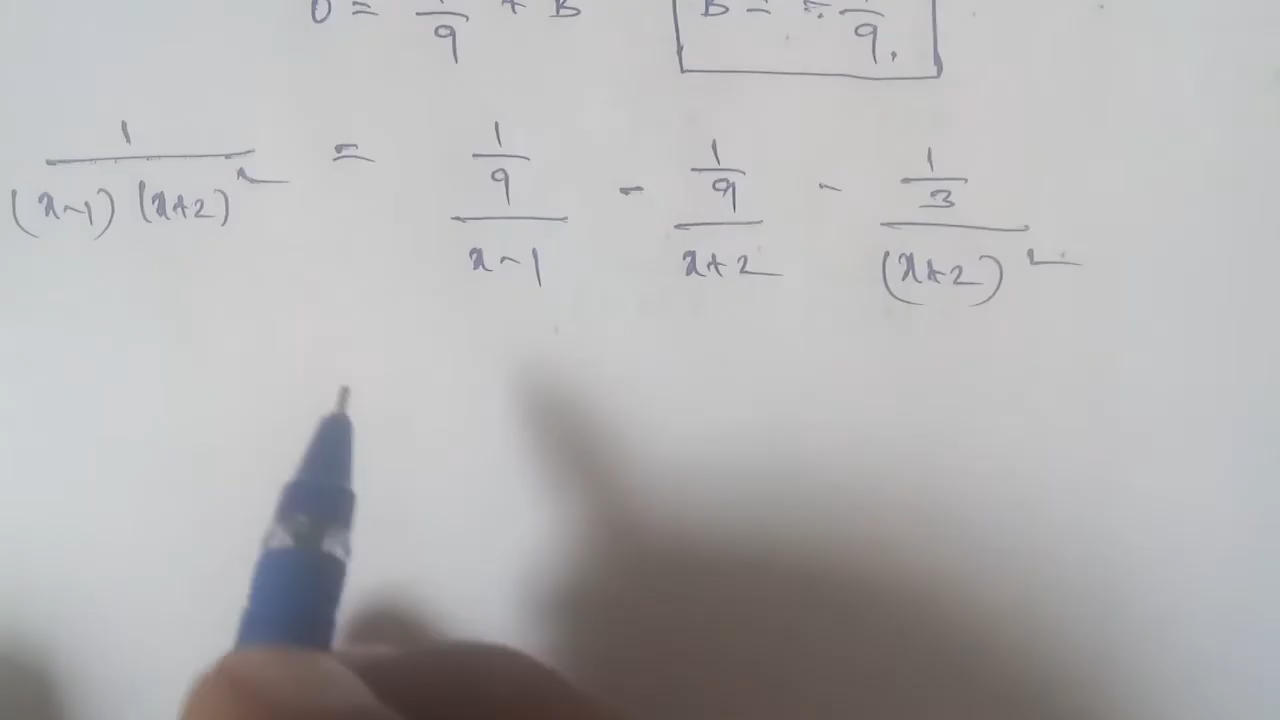 0 = 1/9 + B   B = -1/9.
1/((x-1)(x+2)²) = (1/9)/(x-1) - (1/9)/(x+2) - (1/3)/(x+2)²